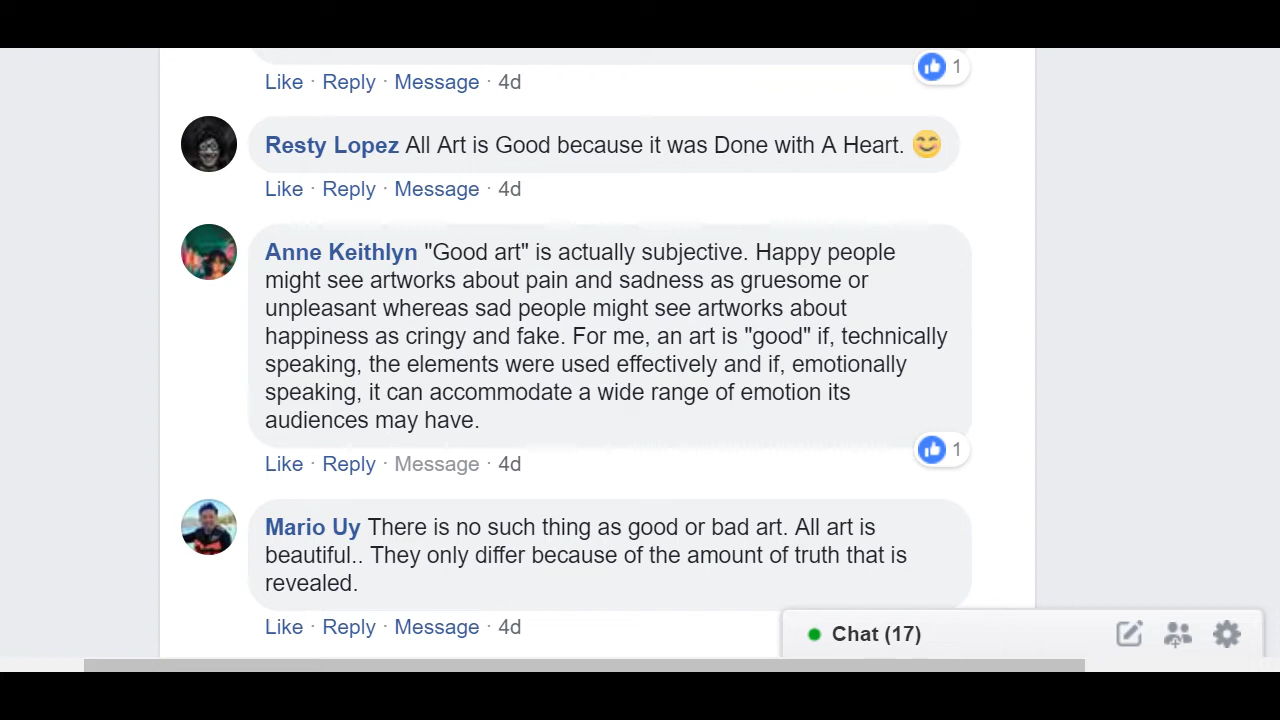 Like · Reply · Message · 4d
1
Resty Lopez All Art is Good because it was Done with A Heart. 😊
Like · Reply · Message · 4d
Anne Keithlyn "Good art" is actually subjective. Happy people
might see artworks about pain and sadness as gruesome or
unpleasant whereas sad people might see artworks about
happiness as cringy and fake. For me, an art is "good" if, technically
speaking, the elements were used effectively and if, emotionally
speaking, it can accommodate a wide range of emotion its
audiences may have.
1
Like · Reply · Message · 4d
Mario Uy There is no such thing as good or bad art. All art is
beautiful.. They only differ because of the amount of truth that is
revealed.
Like · Reply · Message · 4d
Chat (17)